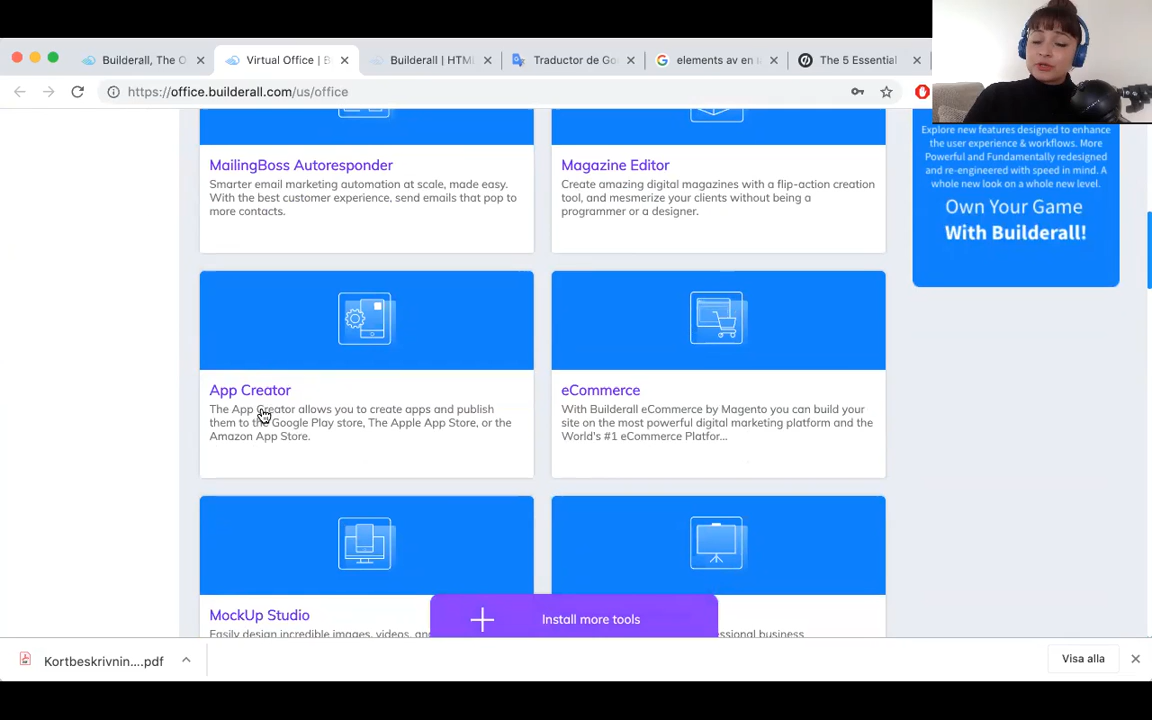 Builderall, The O
Virtual Office | B
Builderall | HTM
Traductor de Go
elements av en
The 5 Essential
https://office.builderall.com/us/office
MailingBoss Autoresponder
Smarter email marketing automation at scale, made easy.
With the best customer experience, send emails that pop to
more contacts.
Magazine Editor
Create amazing digital magazines with a flip-action creation
tool, and mesmerize your clients without being a
programmer or a designer.
Explore new features designed to enhance
the user experience & workflows. More
Powerful and Fundamentally redesigned
and re-engineered with speed in mind. A
whole new look on a whole new level.
Own Your Game
With Builderall!
App Creator
The App Creator allows you to create apps and publish
them to the Google Play store, The Apple App Store, or the
Amazon App Store.
eCommerce
With Builderall eCommerce by Magento you can build your
site on the most powerful digital marketing platform and the
World's #1 eCommerce Platfor...
MockUp Studio
Easily design incredible images, videos, and
business
Install more tools
Kortbeskrivnin....pdf
Visa alla